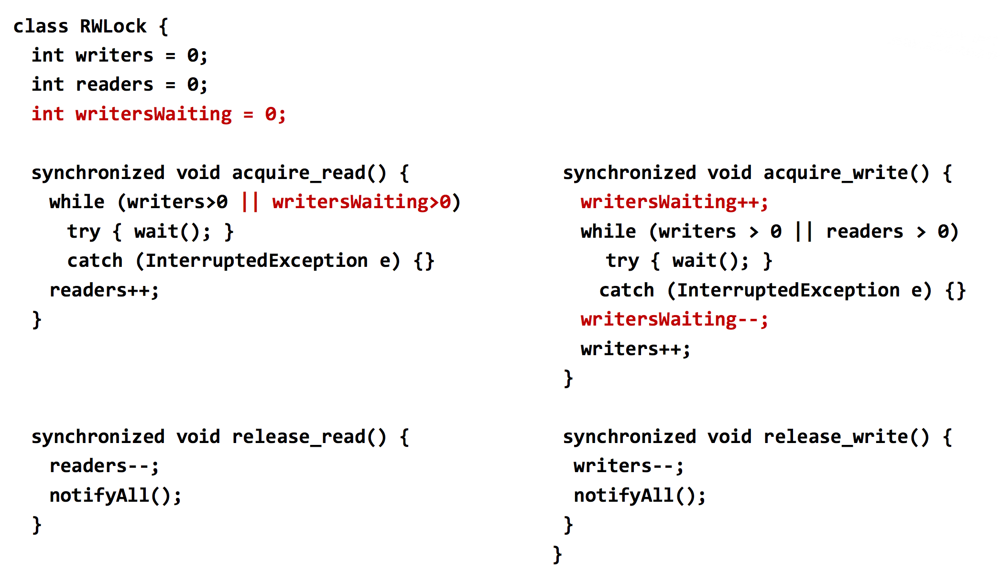 class RWLock {
int writers = 0;
int readers = 0;
int writersWaiting = 0;
synchronized void acquire_read() {
while (writers>0 || writersWaiting>0)
try { wait(); }
catch (InterruptedException e) {}
readers++;
}
synchronized void release_read() {
readers--;
notifyAll();
}
synchronized void acquire_write() {
writersWaiting++;
while (writers > 0 || readers > 0)
try { wait(); }
catch (InterruptedException e) {}
writersWaiting--;
writers++;
}
synchronized void release_write() {
writers--;
notifyAll();
}
}